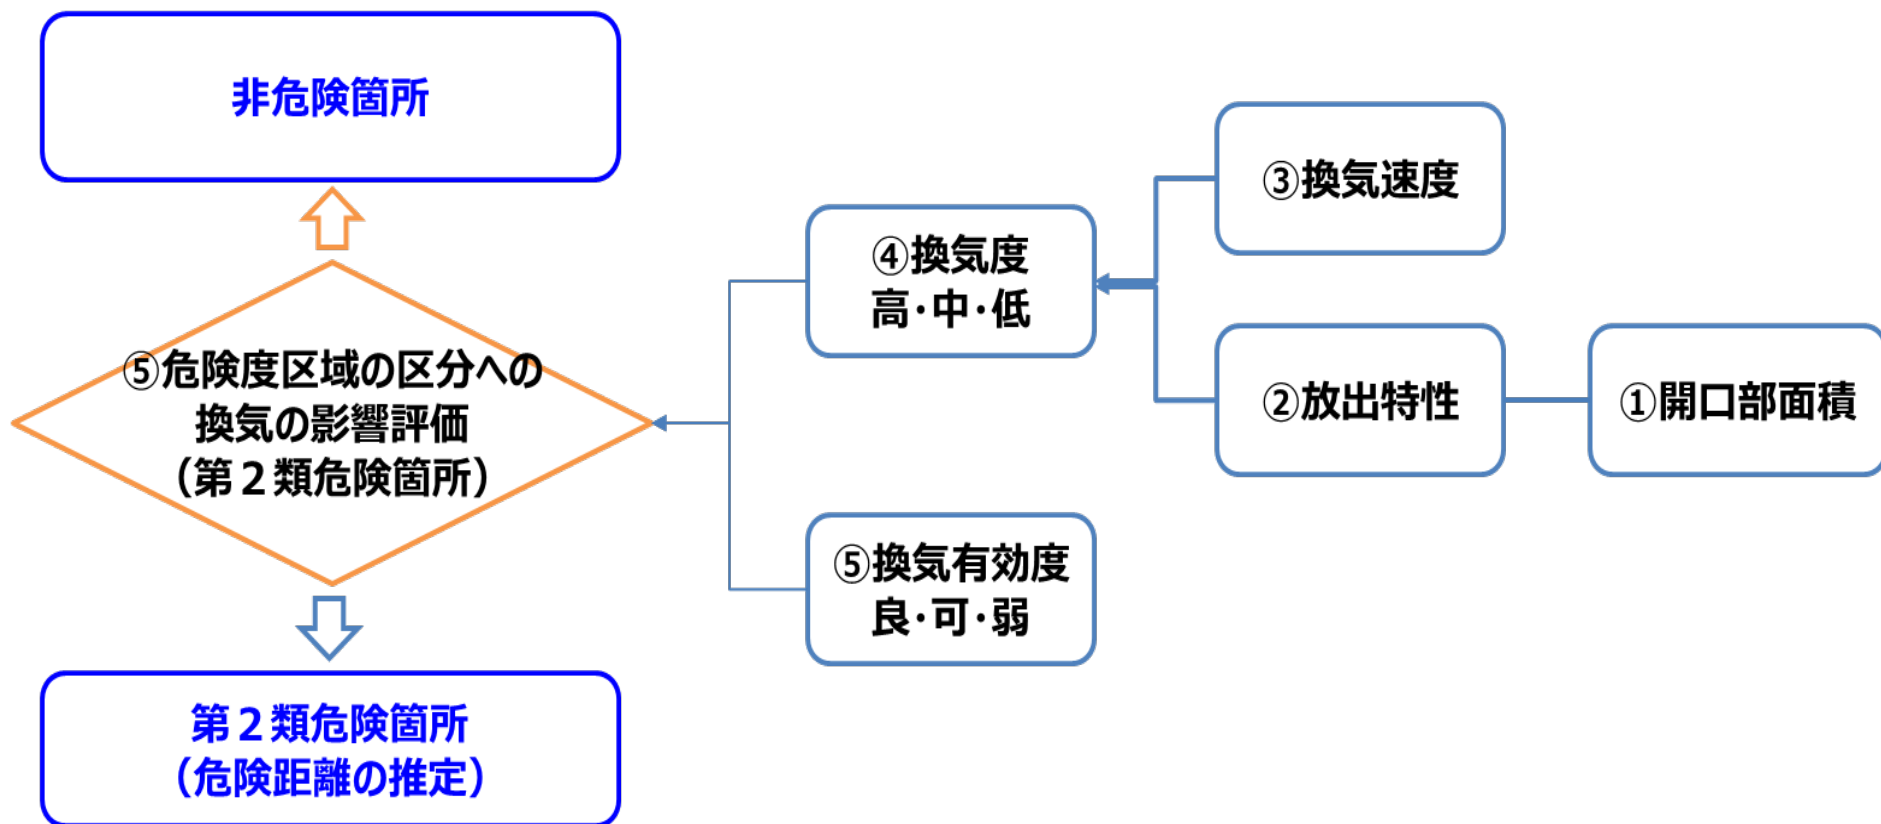 非危険箇所
⑤危険度区域の区分への
換気の影響評価
（第２類危険箇所）
第２類危険箇所
（危険距離の推定）
④換気度
高･中･低
⑤換気有効度
良･可･弱
③換気速度
②放出特性
①開口部面積